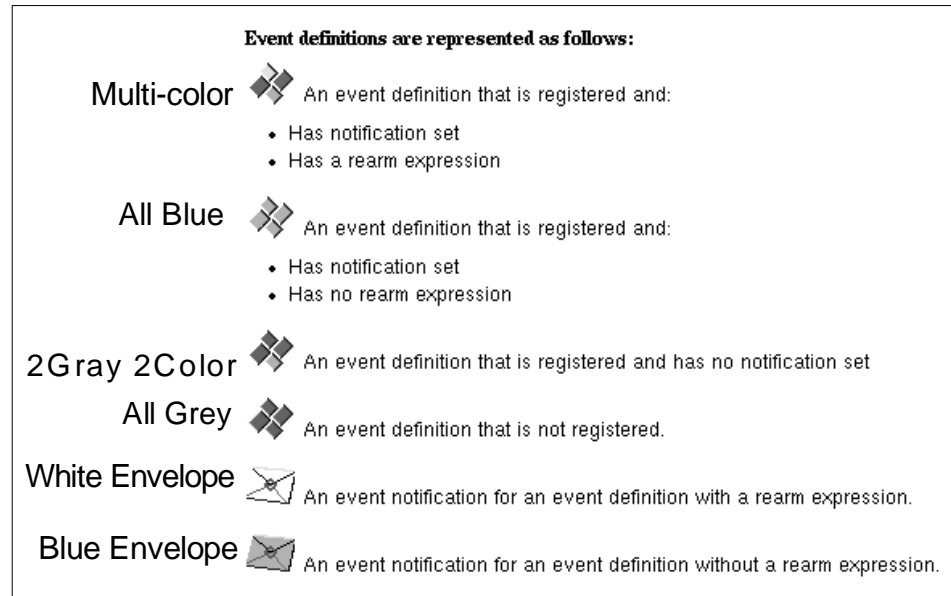 Event definitions are represented as follows:
Multi-color An event definition that is registered and:
• Has notification set
• Has a rearm expression
All Blue An event definition that is registered and:
• Has notification set
• Has no rearm expression
2Gray 2Color An event definition that is registered and has no notification set
All Grey An event definition that is not registered.
White Envelope An event notification for an event definition with a rearm expression.
Blue Envelope An event notification for an event definition without a rearm expression.